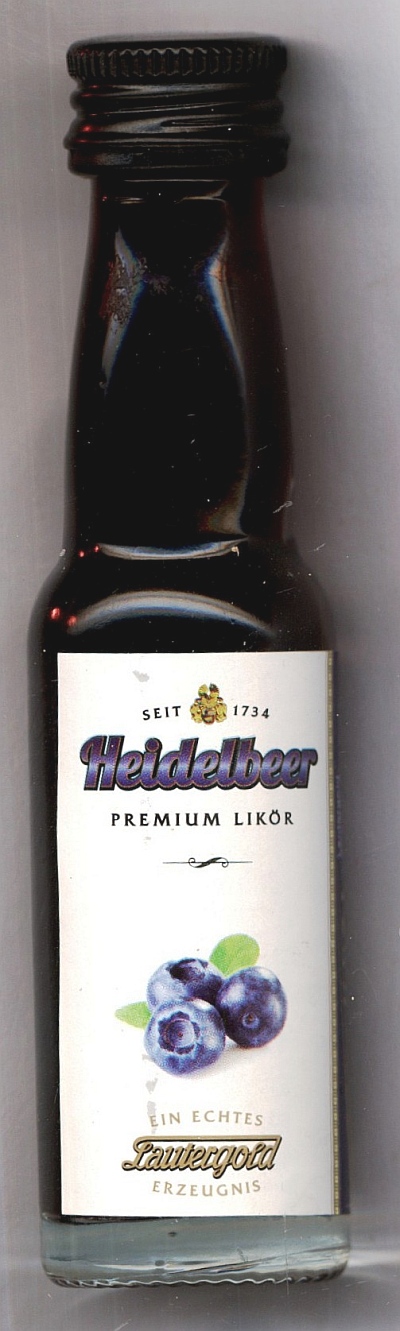 SEIT 1734
Heidelbeer
PREMIUM LIKÖR
EIN ECHTES
Lautergold
ERZEUGNIS